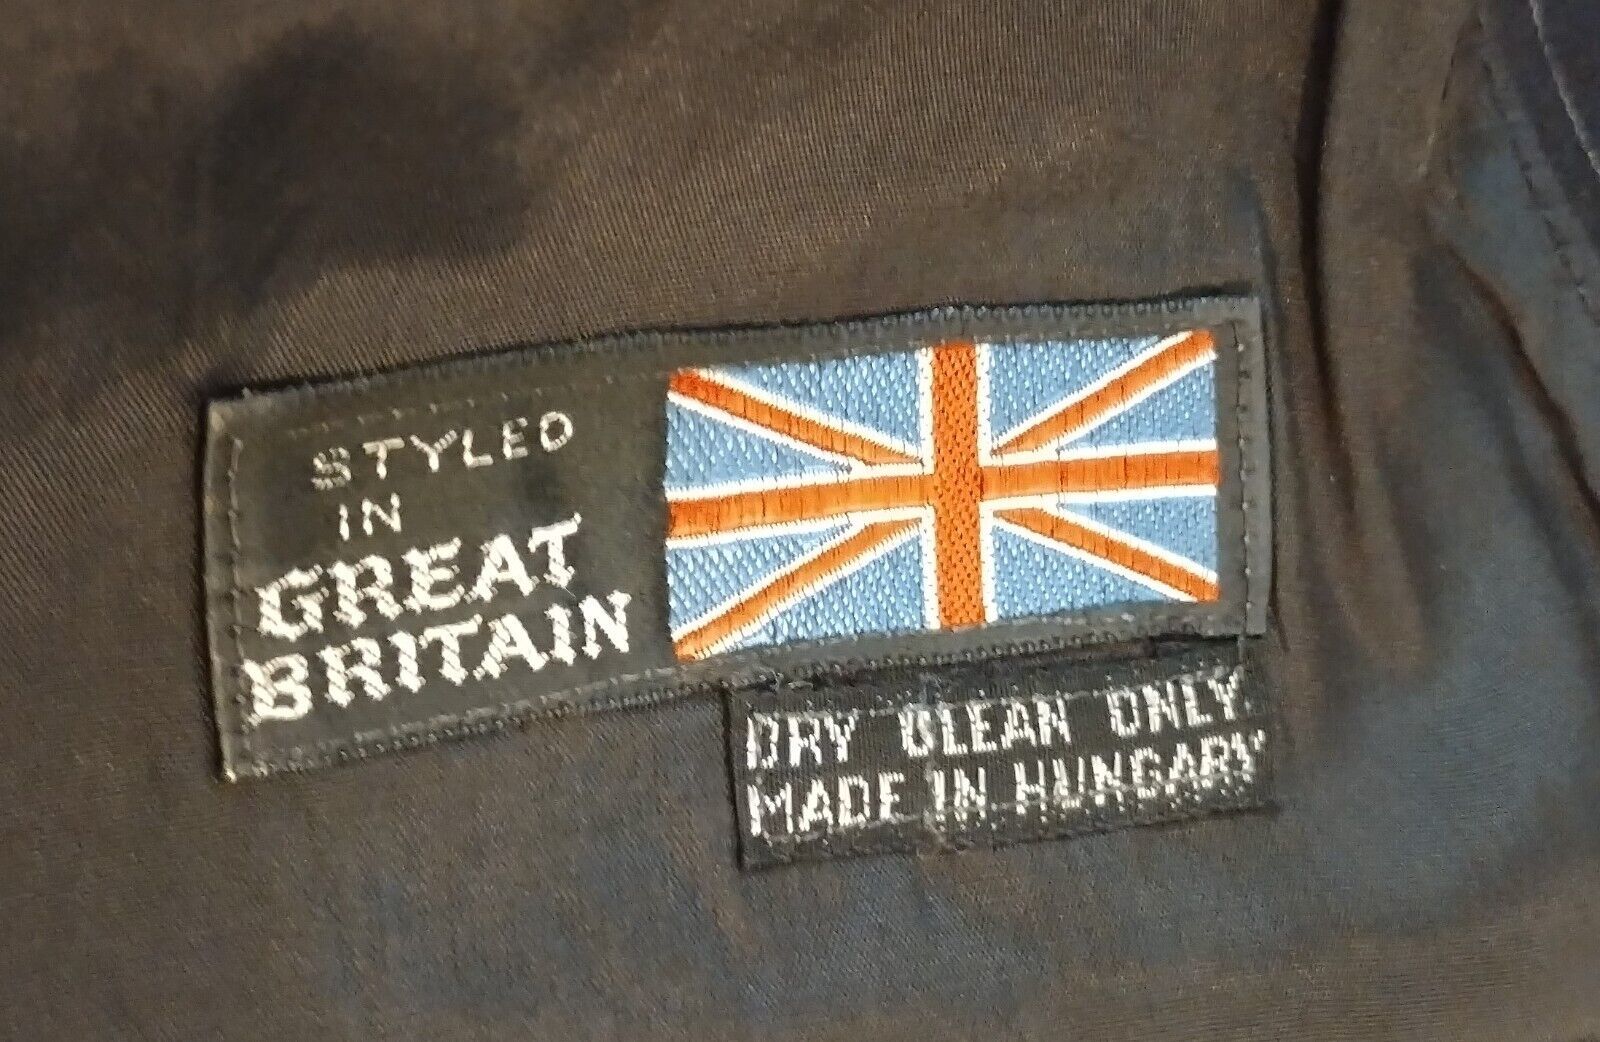 STYLED
IN
GREAT
BRITAIN
DRY CLEAN ONLY
MADE IN HUNGARY